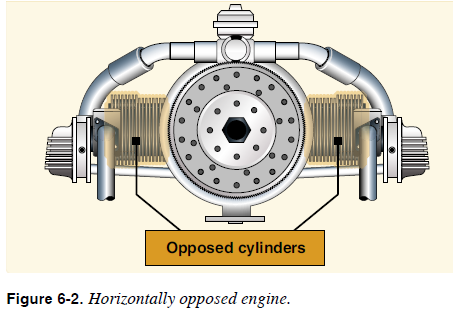 Opposed cylinders
Figure 6-2. Horizontally opposed engine.